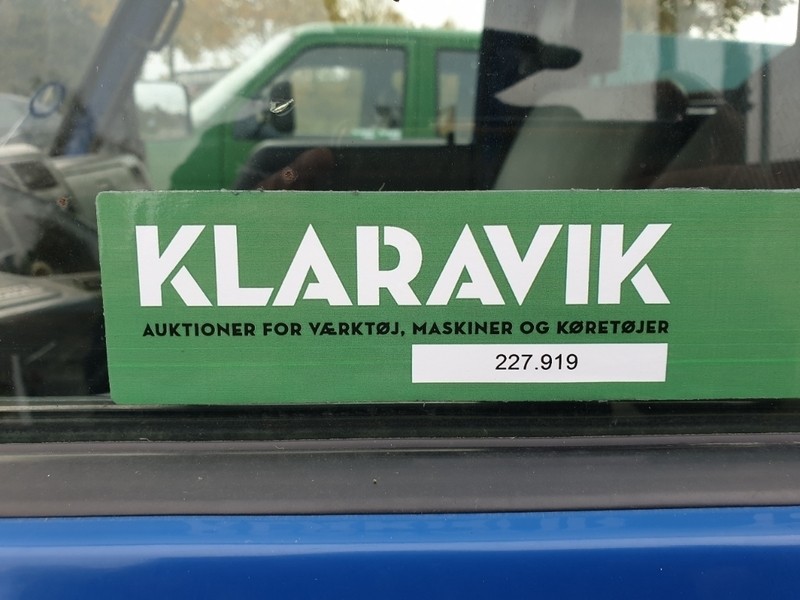 KLARAVIK
AUKTIONER FOR VÆRKTØJ, MASKINER OG KØRETØJER
227.919